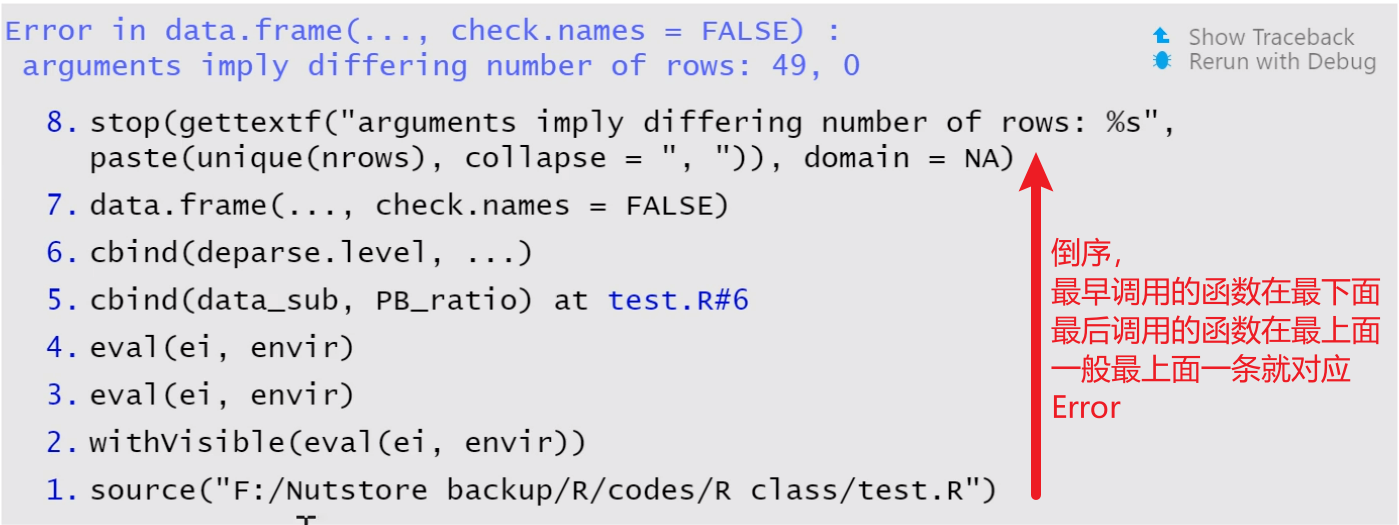 Error in data.frame(..., check.names = FALSE) :
arguments imply differing number of rows: 49, 0
Show Traceback
Rerun with Debug
8. stop(gettextf("arguments imply differing number of rows: %s",
paste(unique(nrows), collapse = ", ")), domain = NA)
7. data.frame(..., check.names = FALSE)
6. cbind(deparse.level, ...)
5. cbind(data_sub, PB_ratio) at test.R#6
4. eval(ei, envir)
3. eval(ei, envir)
2. withVisible(eval(ei, envir))
1. source("F:/Nutstore backup/R/codes/R class/test.R")
倒序，
最早调用的函数在最下面
最后调用的函数在最上面
一般最上面一条就对应
Error